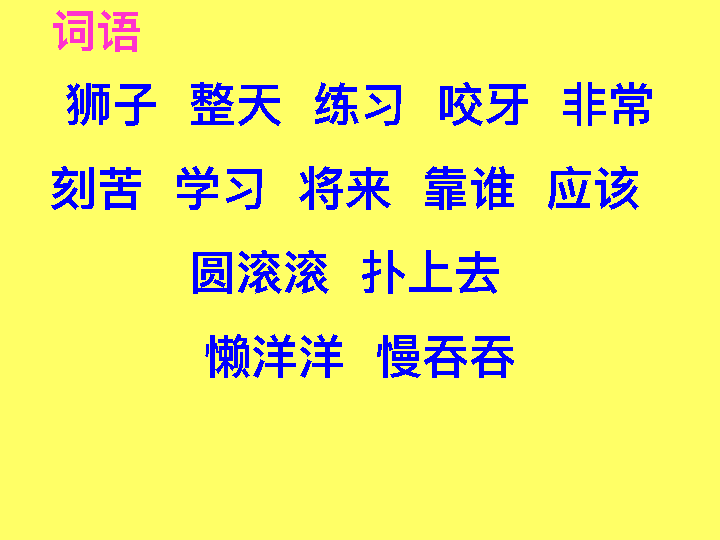 词语
狮子 整天 练习 咬牙 非常
刻苦 学习 将来 靠谁 应该
圆滚滚 扑上去
懒洋洋 慢吞吞